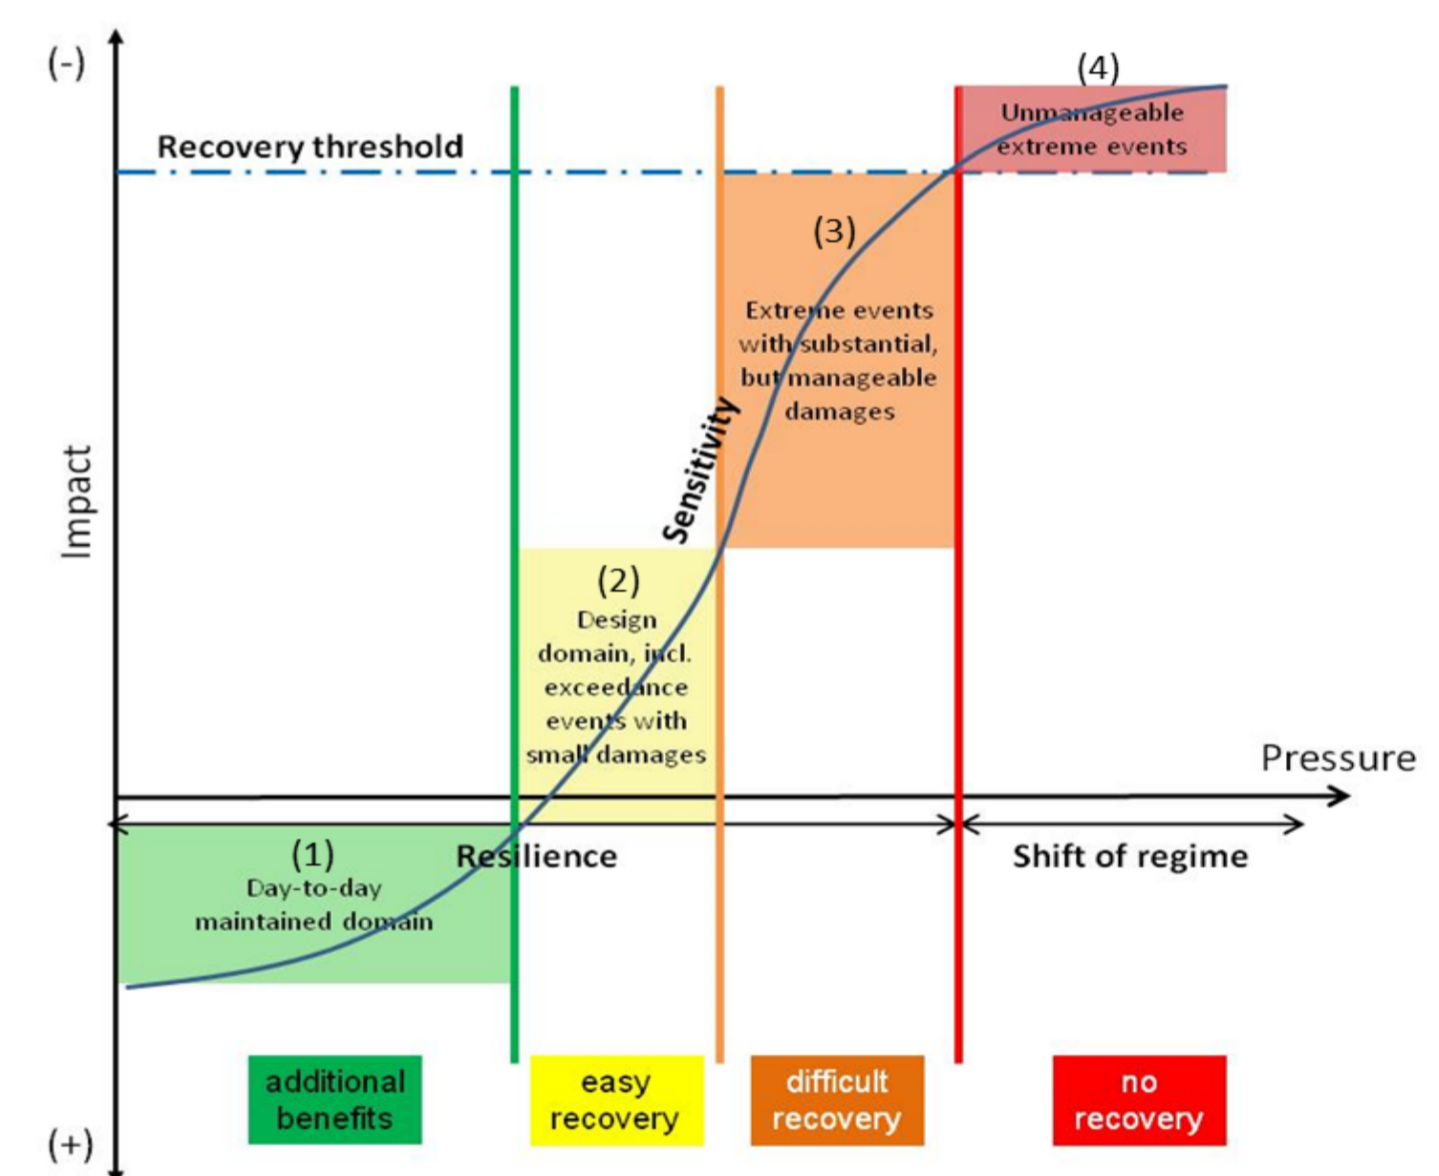 (-)
(4)
Unmanageable
extreme events
Recovery threshold
(3)
Extreme events
with substantial,
but manageable
damages
Sensitivity
Impact
(2)
Design
domain, incl.
exceedance
events with
small damages
Pressure
(1)
Day-to-day
maintained domain
Resilience
Shift of regime
additional
benefits
easy
recovery
difficult
recovery
no
recovery
(+)